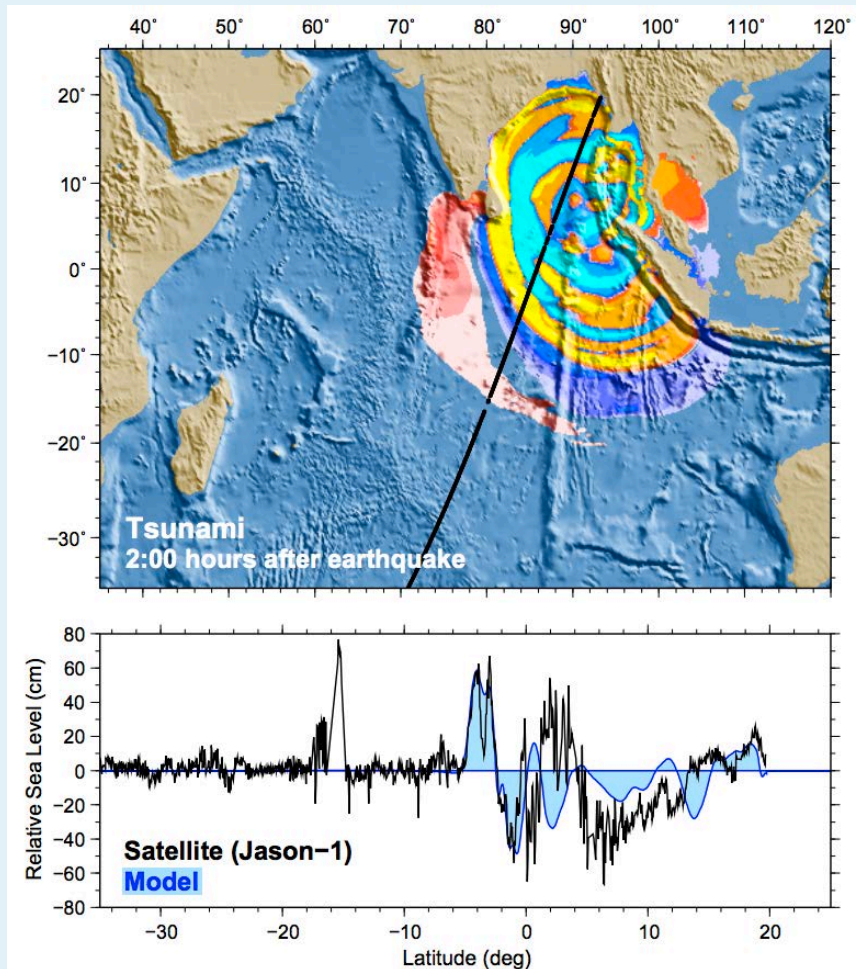 40° 50° 60° 70° 80° 90° 100° 110° 120°
20°
10°
0°
−10°
−20°
−30°
Tsunami
2:00 hours after earthquake
80
60
40
20
0
−20
−40
−60
−80
Relative Sea Level (cm)
Satellite (Jason−1)
Model
−30 −20 −10 0 10 20
Latitude (deg)